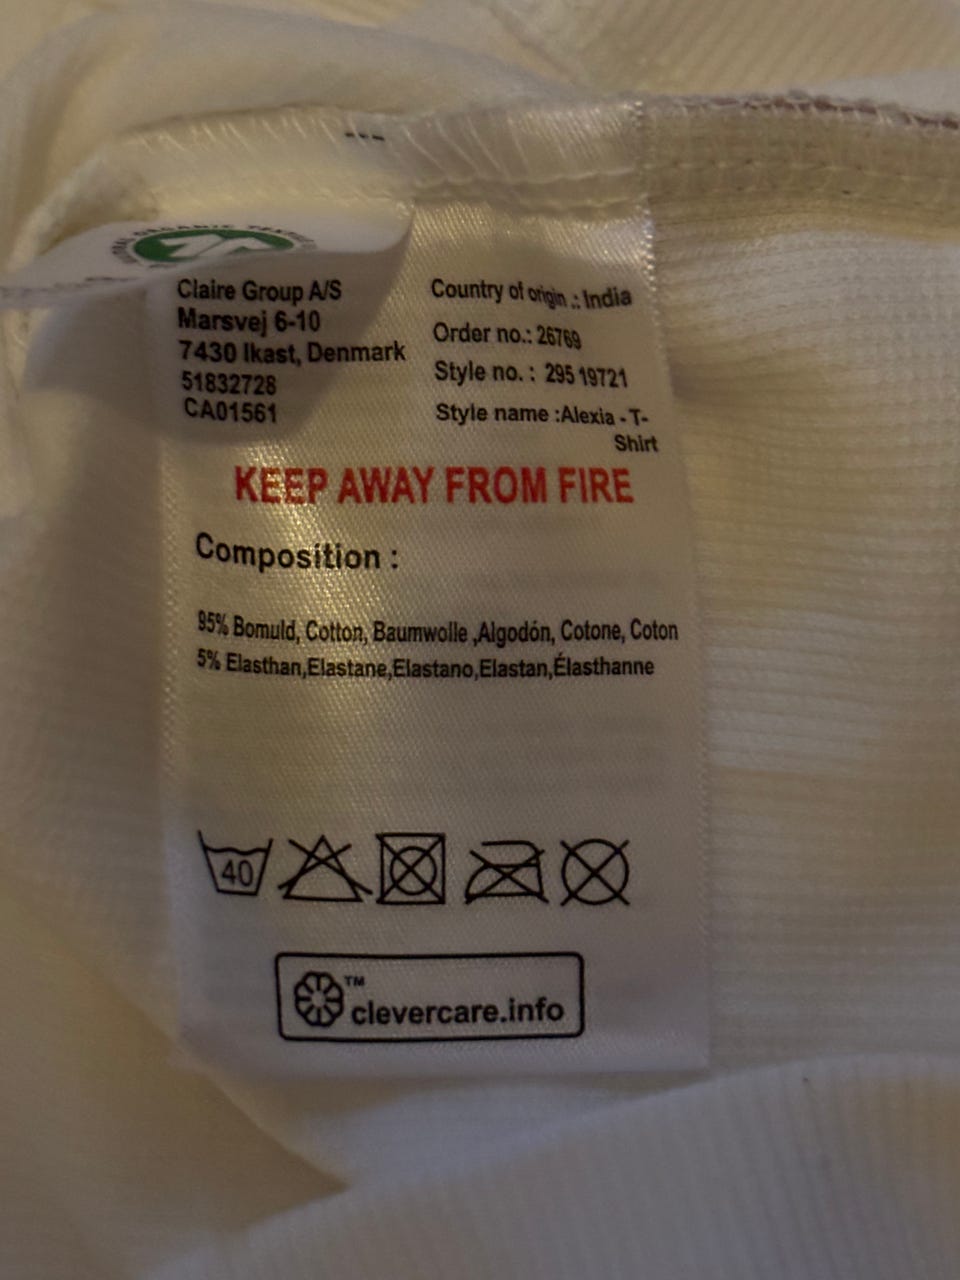 Claire Group A/S
Marsvej 6-10
7430 Ikast, Denmark
51832728
CA01561
Country of origin .: India
Order no.: 26769
Style no. : 295 19721
Style name :Alexia - T-
Shirt
KEEP AWAY FROM FIRE
Composition :
95% Bomuld, Cotton, Baumwolle ,Algodón, Cotone, Coton
5% Elasthan,Elastane,Elastano,Elastan,Élasthanne
40
TM
clevercare.info